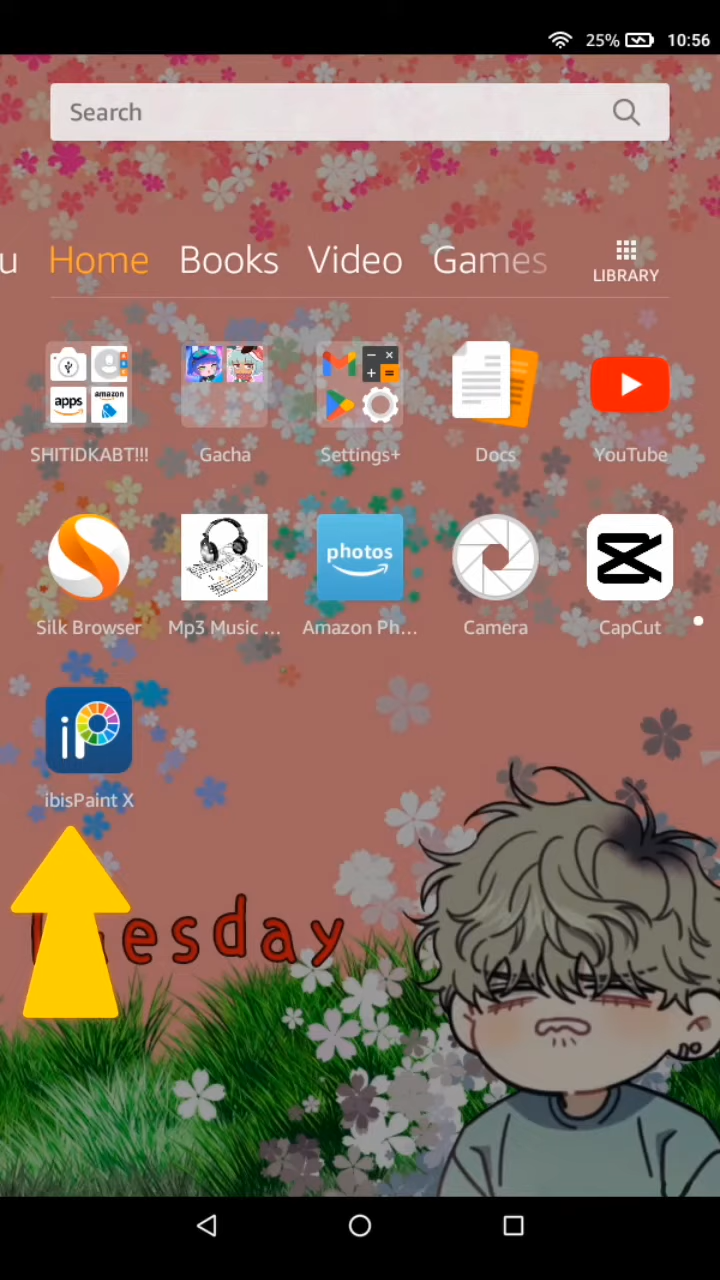 25% 10:56
Search
u Home Books Video Games LIBRARY
apps amazon
SHITIDKABT!!! Gacha Settings+ Docs YouTube
photos
Silk Browser Mp3 Music ... Amazon Ph... Camera CapCut
iP
ibisPaint X
esday